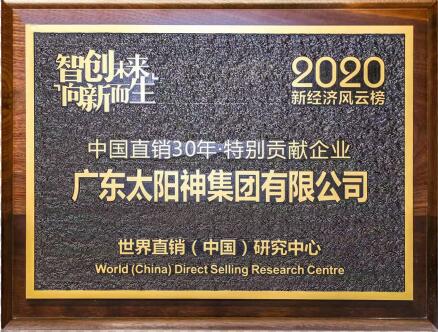 智创未来
向新而生
2020
新经济风云榜
中国直销30年·特别贡献企业
广东太阳神集团有限公司
世界直销（中国）研究中心
World (China) Direct Selling Research Centre